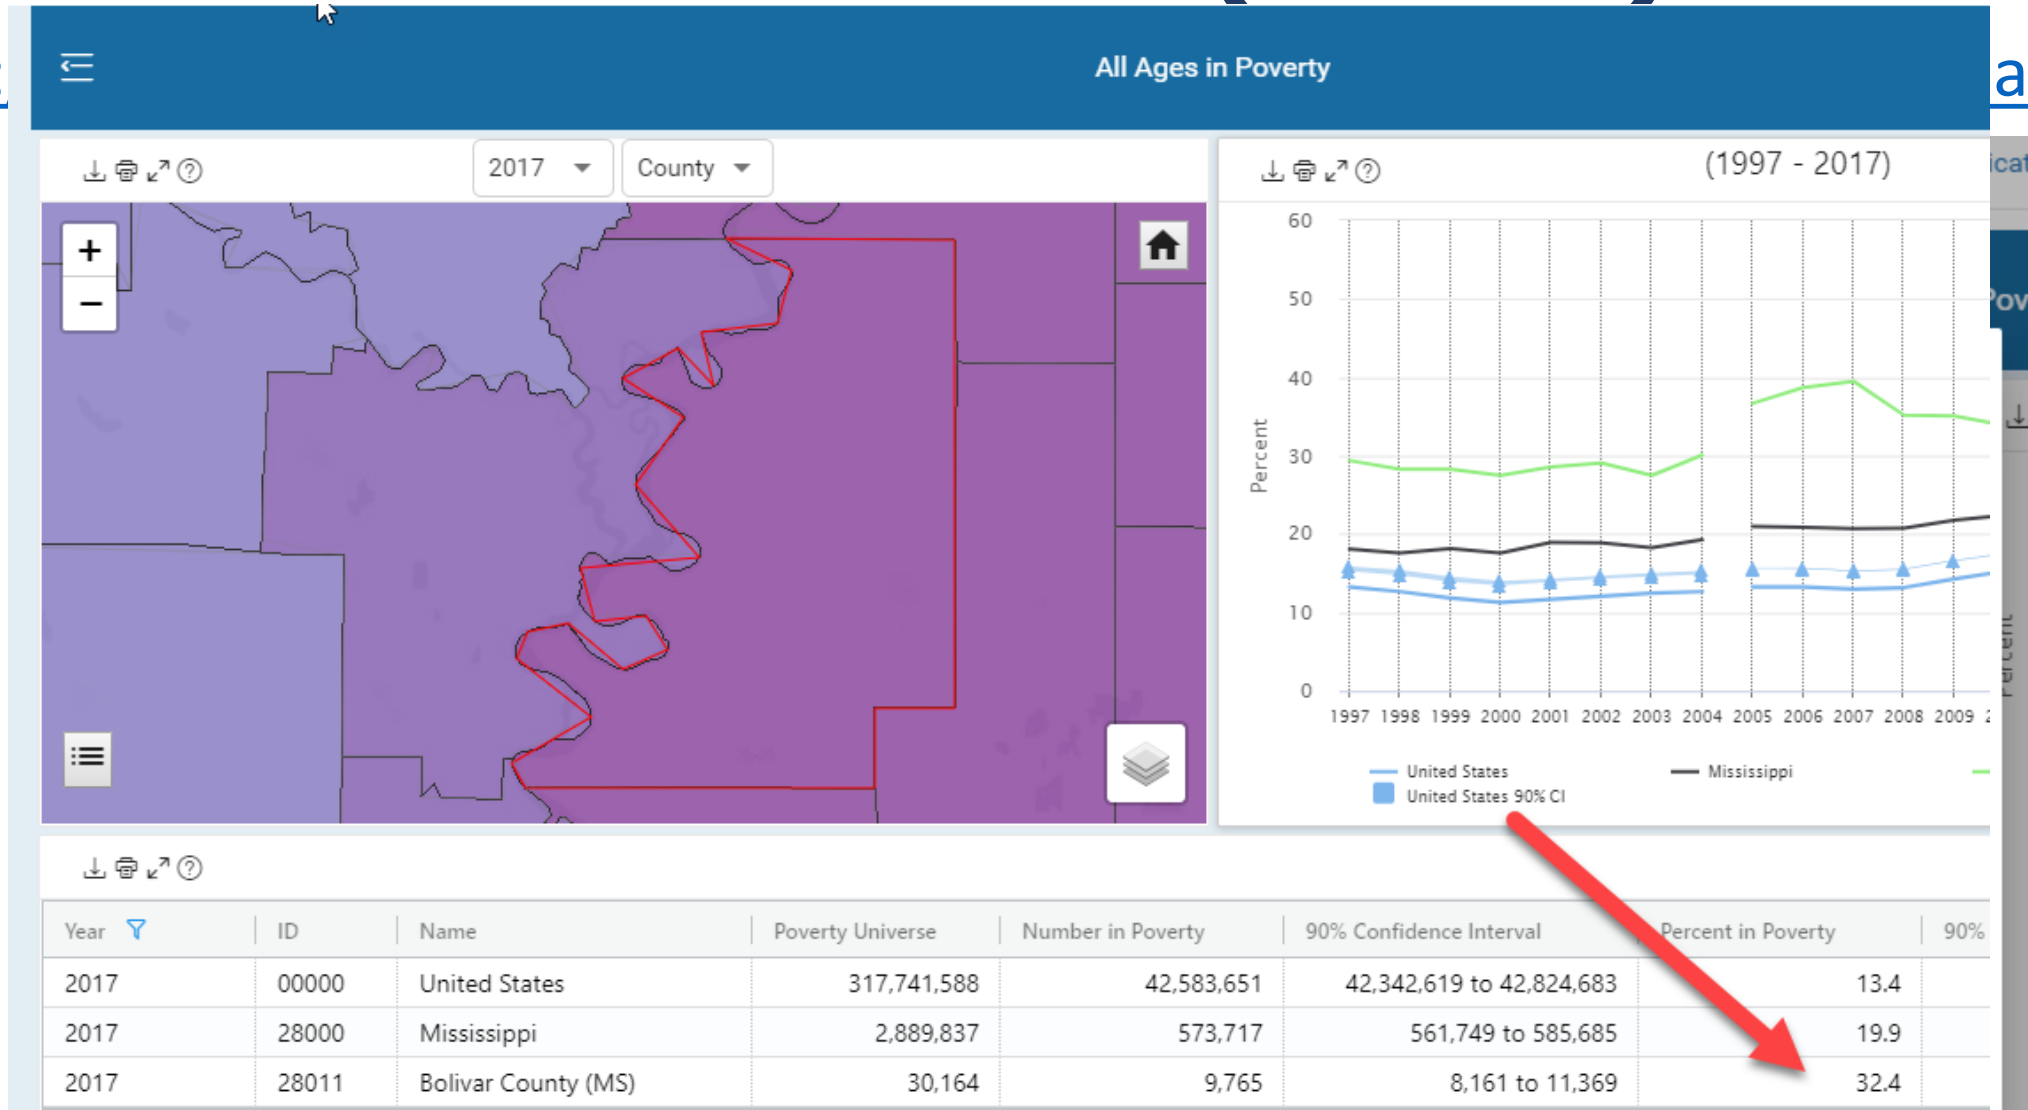 All Ages in Poverty
a
2017
County
(1997 - 2017)
icat
Pov
+
−
60
50
40
30
20
10
0
Percent
Percent
1997 1998 1999 2000 2001 2002 2003 2004 2005 2006 2007 2008 2009 2
United States
Mississippi
United States 90% CI
Year ID Name Poverty Universe Number in Poverty 90% Confidence Interval Percent in Poverty 90%
2017 00000 United States 317,741,588 42,583,651 42,342,619 to 42,824,683 13.4
2017 28000 Mississippi 2,889,837 573,717 561,749 to 585,685 19.9
2017 28011 Bolivar County (MS) 30,164 9,765 8,161 to 11,369 32.4